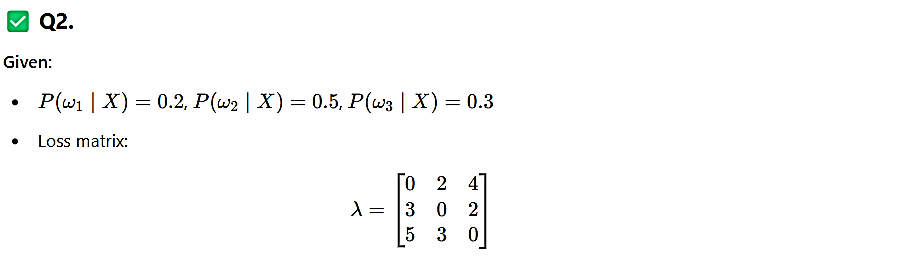 ✅ Q2.
Given:
• P(ω₁ | X) = 0.2, P(ω₂ | X) = 0.5, P(ω₃ | X) = 0.3
• Loss matrix:
λ = [0 2 4
3 0 2
5 3 0]